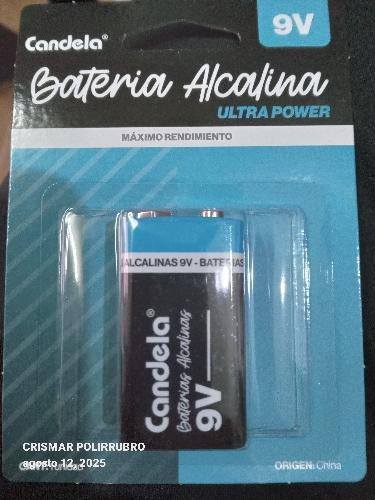 9V
Candela®
Batería Alcalina
ULTRA POWER
MÁXIMO RENDIMIENTO
ALCALINAS 9V - BATERIAS
Candela®
Baterías Alcalinas
9V
CRISMAR POLIRRUBRO
agosto 12, 2025
ORIGEN: China